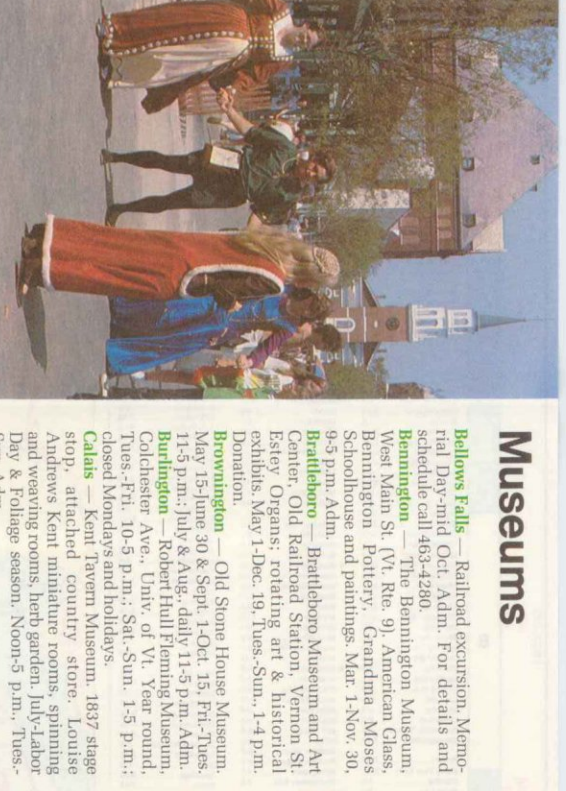 Museums
Bellows Falls — Railroad excursion. Memo-
rial Day-mid Oct. Adm. For details and
schedule call 463-4280.
Bennington — The Bennington Museum,
West Main St. (Vt. Rte. 9). American Glass,
Bennington Pottery, Grandma Moses
Schoolhouse and paintings. Mar. 1-Nov. 30,
9-5 p.m. Adm.
Brattleboro — Brattleboro Museum and Art
Center, Old Railroad Station, Vernon St.
Estey Organs; rotating art & historical
exhibits. May 1-Dec. 19, Tues.-Sun., 1-4 p.m.
Donation.
Brownington — Old Stone House Museum.
May 15-June 30 & Sept. 1-Oct. 15, Fri.-Tues.
11-5 p.m.; July & Aug., daily 11-5 p.m. Adm.
Burlington — Robert Hull Fleming Museum,
Colchester Ave., Univ. of Vt. Year round,
Tues.-Fri. 10-5 p.m.; Sat.-Sun. 1-5 p.m.;
closed Mondays and holidays.
Calais — Kent Tavern Museum. 1837 stage
stop, attached country store. Louise
Andrews Kent miniature rooms, spinning
and weaving rooms, herb garden. July-Labor
Day & Foliage season. Noon-5 p.m., Tues.-
Adm.